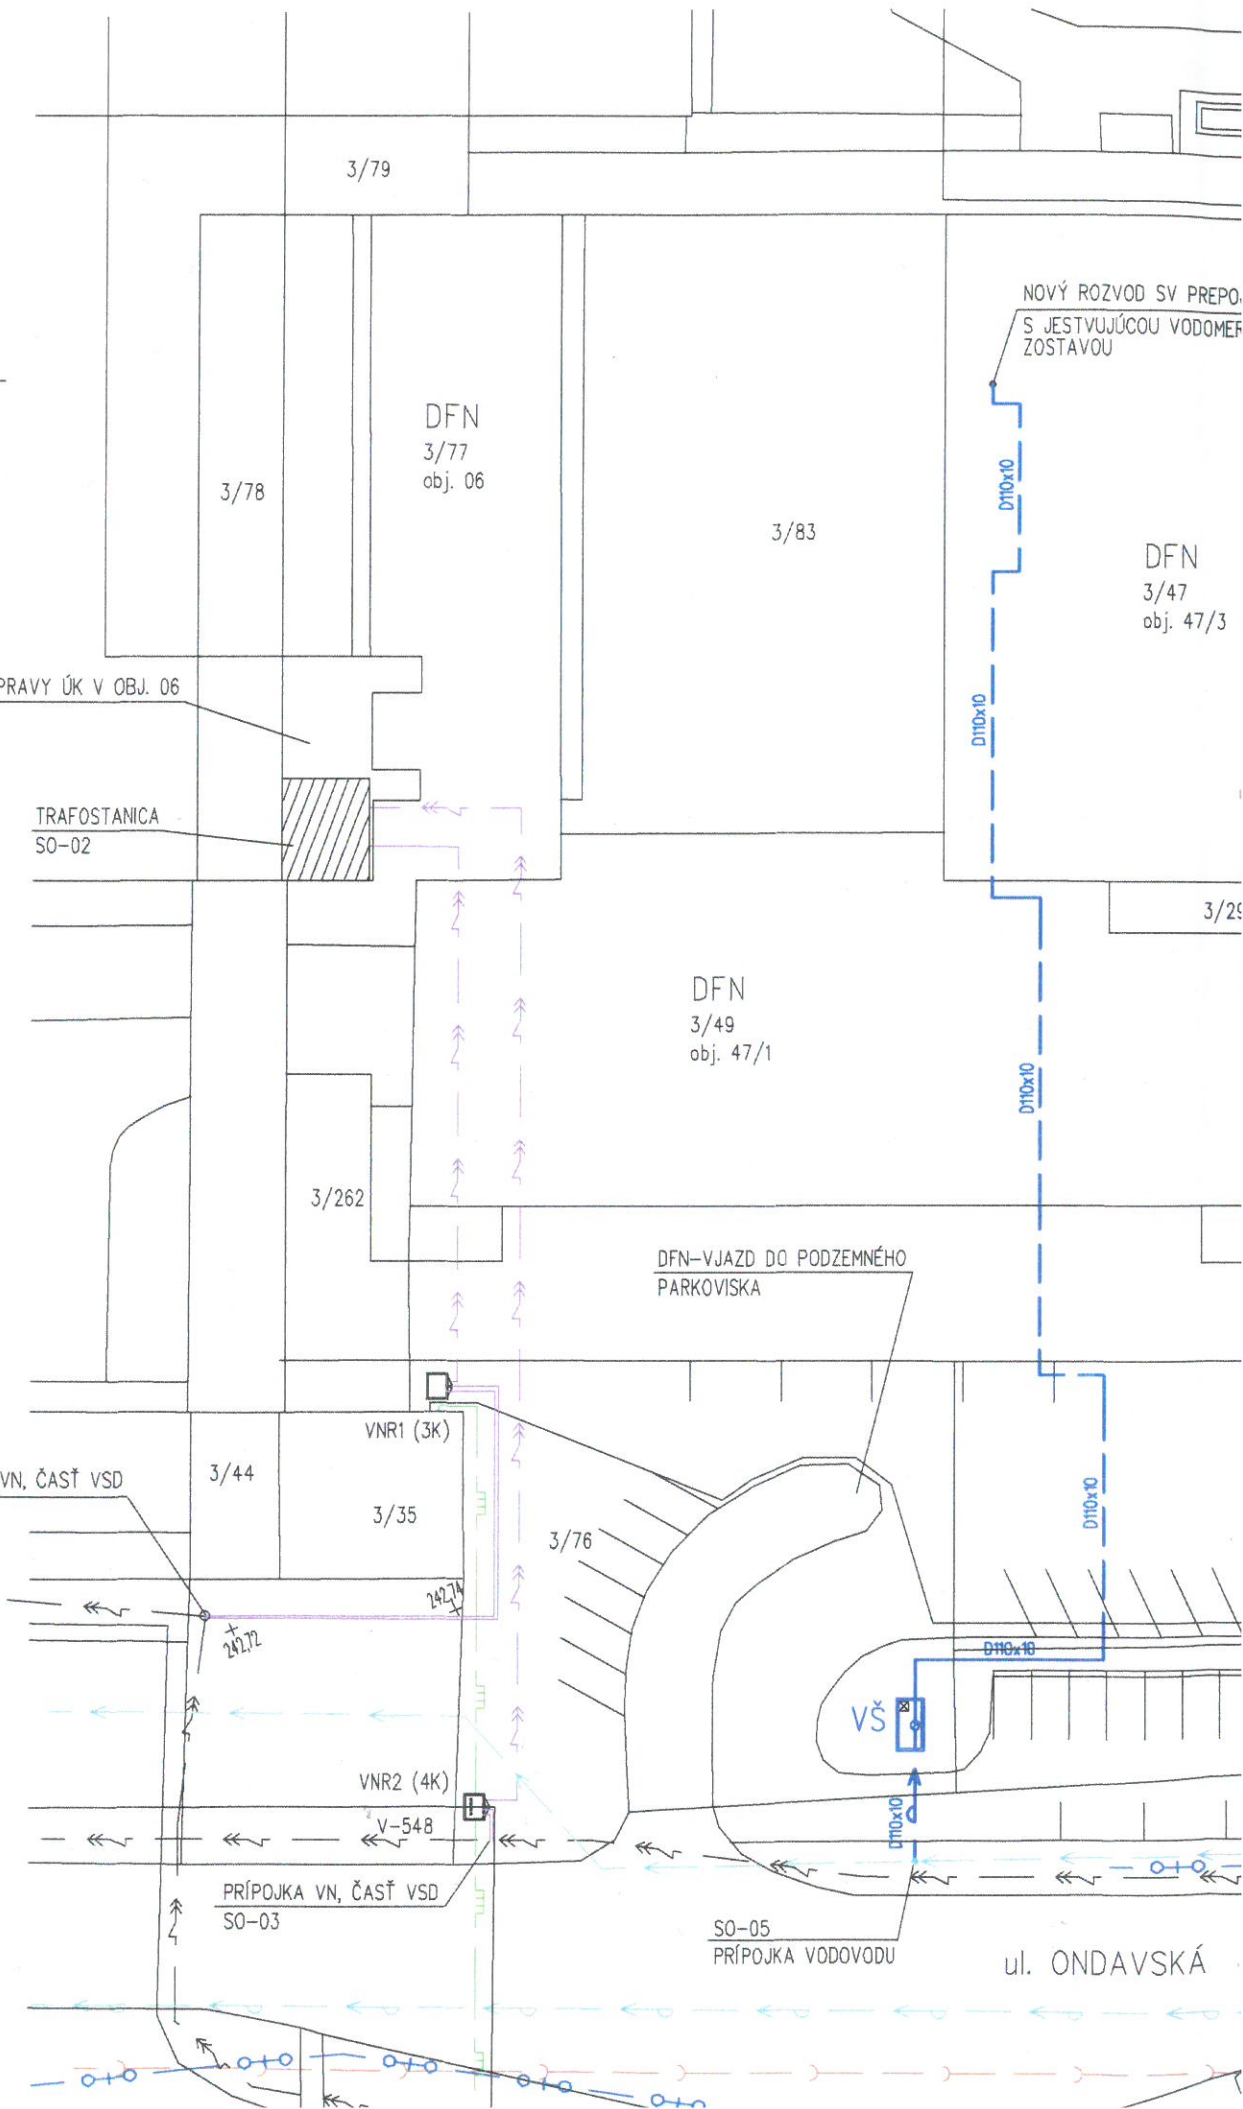 3/79
NOVÝ ROZVOD SV PREPO
S JESTVUJÚCOU VODOMER
ZOSTAVOU
DFN
3/77
obj. 06
D110x10
3/78
3/83
DFN
3/47
obj. 47/3
PRAVY ÚK V OBJ. 06
D110x10
TRAFOSTANICA
SO-02
3/29
DFN
3/49
obj. 47/1
D110x10
3/262
DFN-VJAZD DO PODZEMNÉHO
PARKOVISKA
VNR1 (3K)
3/44
VN, ČASŤ VSD
3/35
D110x10
3/76
242,74
242,72
D110x10
VŠ
VNR2 (4K)
V-548
D110x10
PRÍPOJKA VN, ČASŤ VSD
SO-03
SO-05
PRÍPOJKA VODOVODU
ul. ONDAVSKÁ